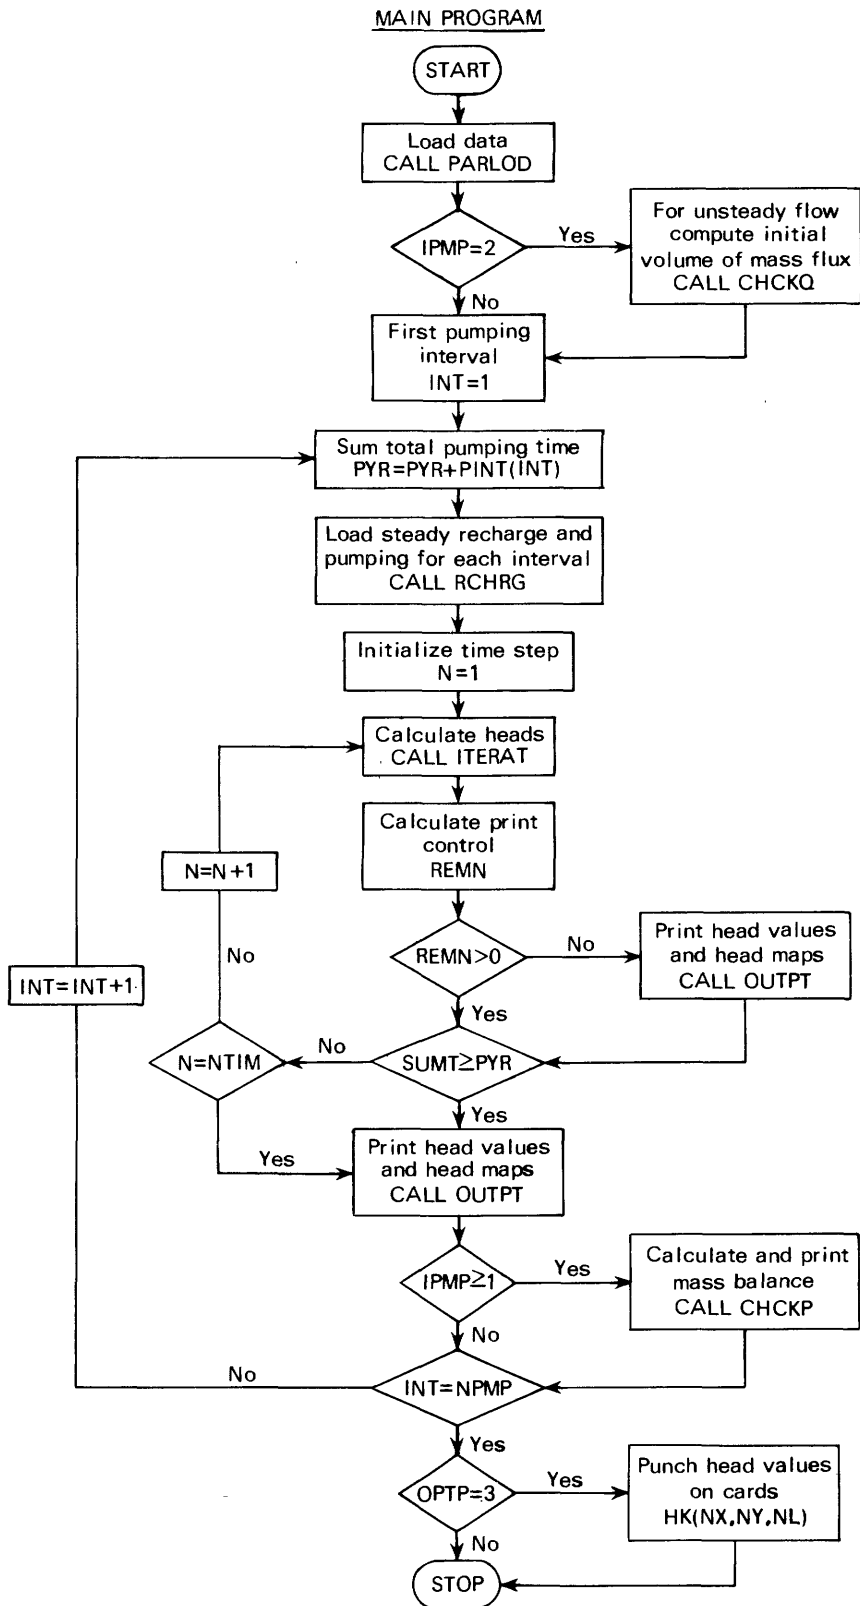 MAIN PROGRAM
START
Load data
CALL PARLOD
IPMP=2
Yes
For unsteady flow
compute initial
volume of mass flux
CALL CHCKQ
No
First pumping
interval
INT=1
Sum total pumping time
PYR=PYR+PINT(INT)
Load steady recharge and
pumping for each interval
CALL RCHRG
Initialize time step
N=1
Calculate heads
CALL ITERAT
Calculate print
control
REMN
N=N+1
No
REMN>0
No
Print head values
and head maps
CALL OUTPT
Yes
INT=INT+1
N=NTIM
No
SUMT≥PYR
Yes
Yes
Print head values
and head maps
CALL OUTPT
IPMP≥1
Yes
Calculate and print
mass balance
CALL CHCKP
No
No
INT=NPMP
Yes
OPTP=3
Yes
Punch head values
on cards
HK(NX,NY,NL)
No
STOP